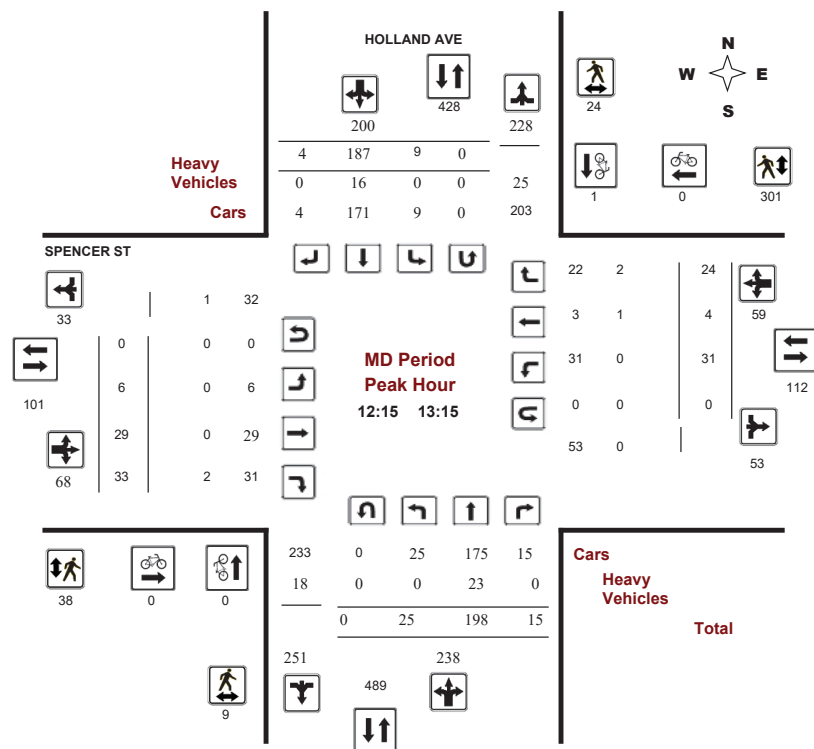 HOLLAND AVE
N
W E
S
428
24
200 228
4 187 9 0
Heavy
Vehicles
0 16 0 0 25
Cars
4 171 9 0 203
1 0 301
SPENCER ST
33
1 32
0 0 0
101
6 0 6
29 0 29
68
33 2 31
MD Period
Peak Hour
12:15 13:15
22 2 24
3 1 4
59
31 0 31
112
0 0 0
53 0
53
233 0 25 175 15
Cars
18 0 0 23 0
Heavy
Vehicles
0 25 198 15
Total
38 0 0
251 489 238
9